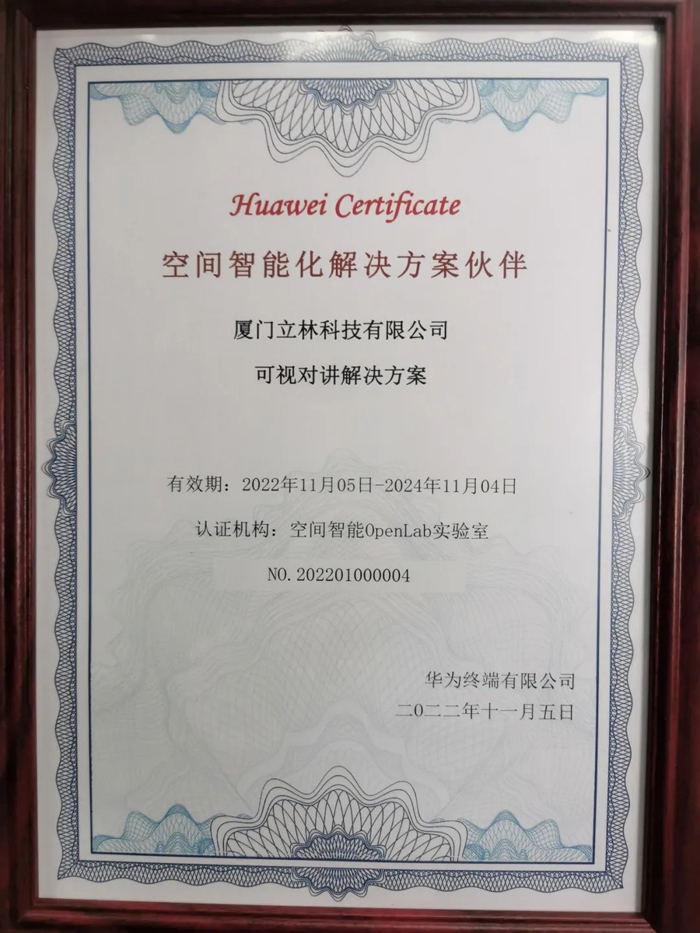 Huawei Certificate
空间智能化解决方案伙伴
厦门立林科技有限公司
可视对讲解决方案
有效期：2022年11月05日-2024年11月04日
认证机构：空间智能OpenLab实验室
NO.202201000004
华为终端有限公司
二0二二年十一月五日